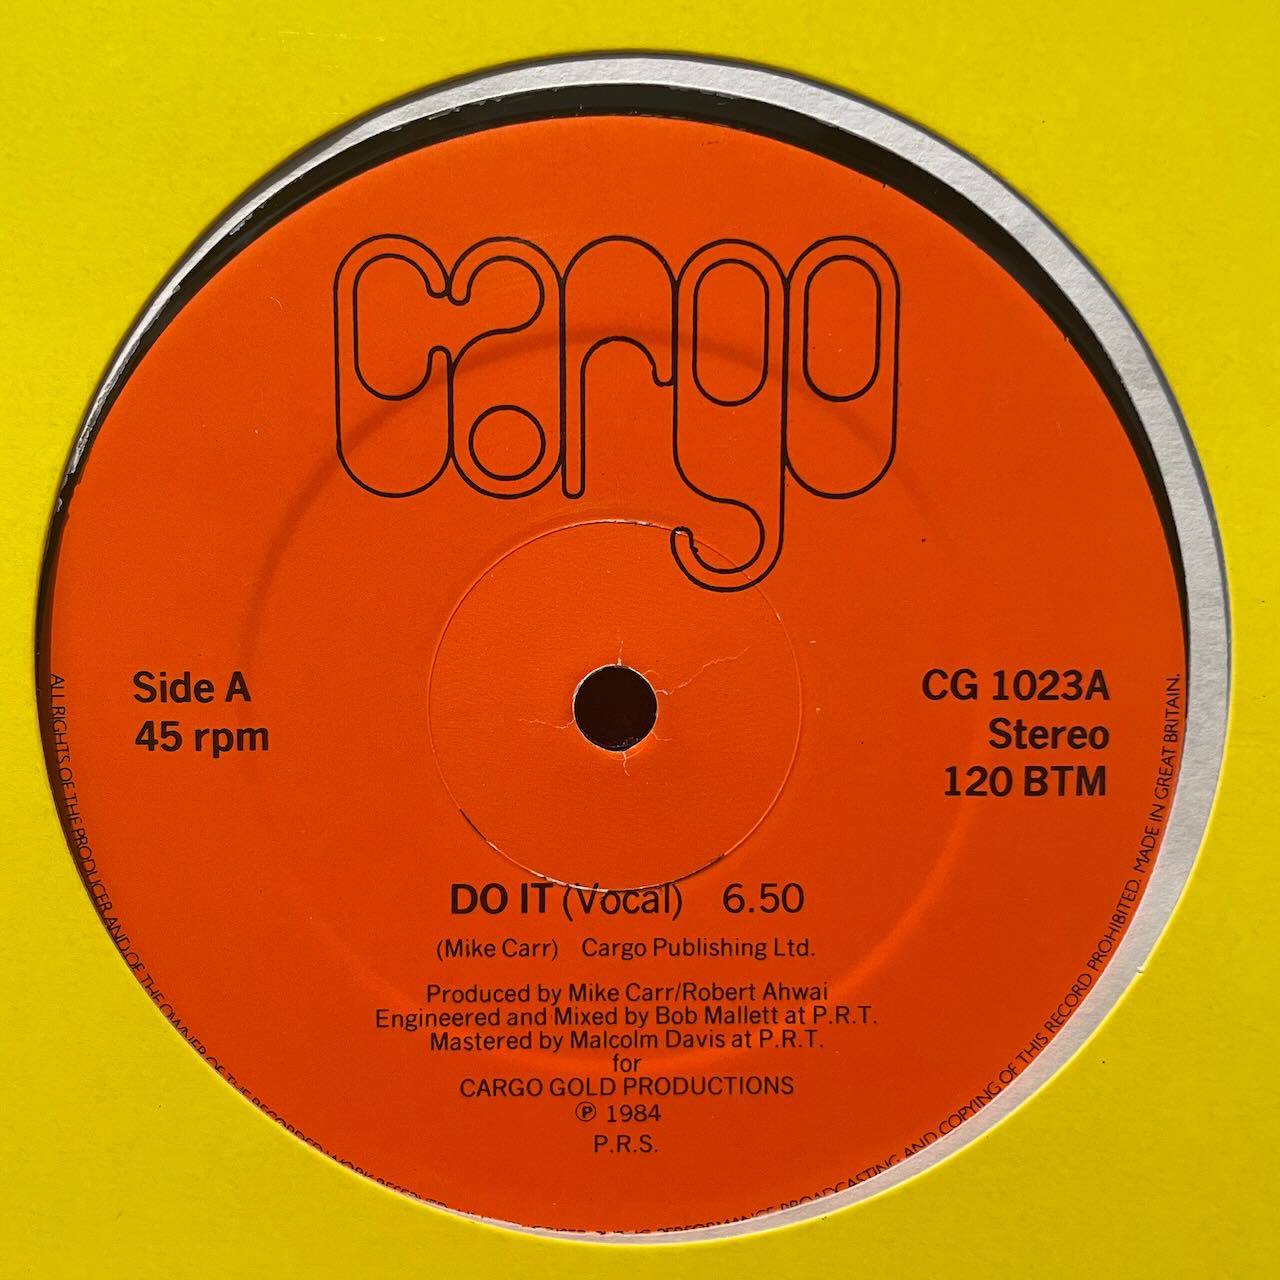 cargo
Side A
45 rpm
CG 1023A
Stereo
120 BTM
DO IT (Vocal) 6.50
(Mike Carr) Cargo Publishing Ltd.
Produced by Mike Carr/Robert Ahwai
Engineered and Mixed by Bob Mallett at P.R.T.
Mastered by Malcolm Davis at P.R.T.
for
CARGO GOLD PRODUCTIONS
℗ 1984
P.R.S.
ALL RIGHTS OF THE PRODUCER AND OF THE OWNER OF THE RECORDED WORK RESERVED. PERFORMANCE, BROADCASTING AND COPYING OF THIS RECORD PROHIBITED. MADE IN GREAT BRITAIN.